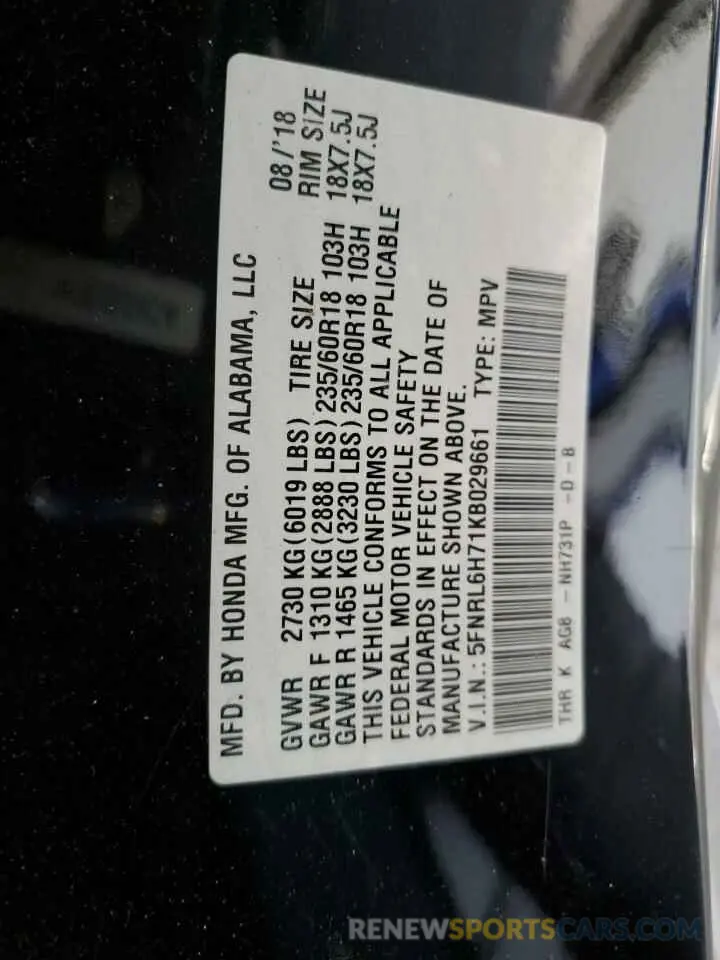 MFD. BY HONDA MFG. OF ALABAMA, LLC 08/'18
GVWR 2730 KG(6019 LBS) TIRE SIZE RIM SIZE
GAWR F 1310 KG(2888 LBS)235/60R18 103H 18X7.5J
GAWR R 1465 KG(3230 LBS)235/60R18 103H 18X7.5J
THIS VEHICLE CONFORMS TO ALL APPLICABLE
FEDERAL MOTOR VEHICLE SAFETY
STANDARDS IN EFFECT ON THE DATE OF
MANUFACTURE SHOWN ABOVE.
V.I.N.: 5FNRL6H71KB029661 TYPE: MPV
THR K AG8 -NH731P -D-B
RENEWSPORTSCARS.COM